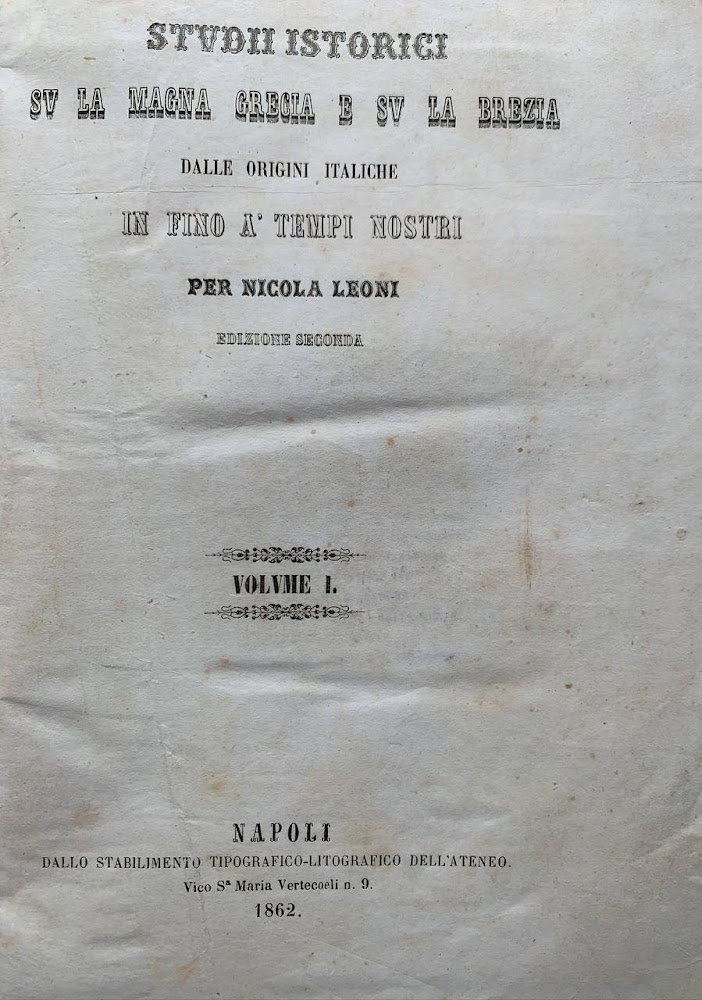 STVDII ISTORICI
SV LA MAGNA GRECIA E SV LA BREZIA
DALLE ORIGINI ITALICHE
IN FINO A' TEMPI NOSTRI
PER NICOLA LEONI
EDIZIONE SECONDA
VOLVME I.
NAPOLI
DALLO STABILIMENTO TIPOGRAFICO-LITOGRAFICO DELL'ATENEO.
Vico Sª Maria Vertecoeli n. 9.
1862.